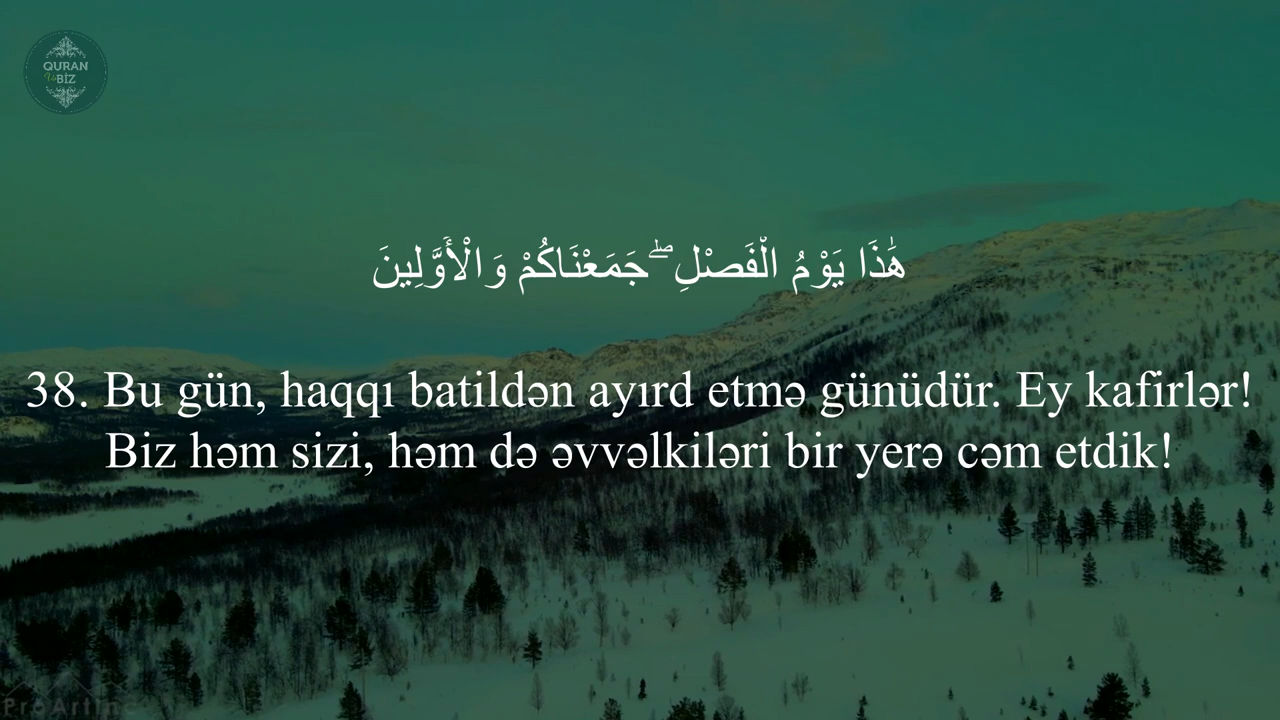 QURAN
Və
BİZ
هَٰذَا يَوْمُ الْفَصْلِ ۖ جَمَعْنَاكُمْ وَالْأَوَّلِينَ
38. Bu gün, haqqı batildən ayırd etmə günüdür. Ey kafirlər!
Biz həm sizi, həm də əvvəlkiləri bir yerə cəm etdik!